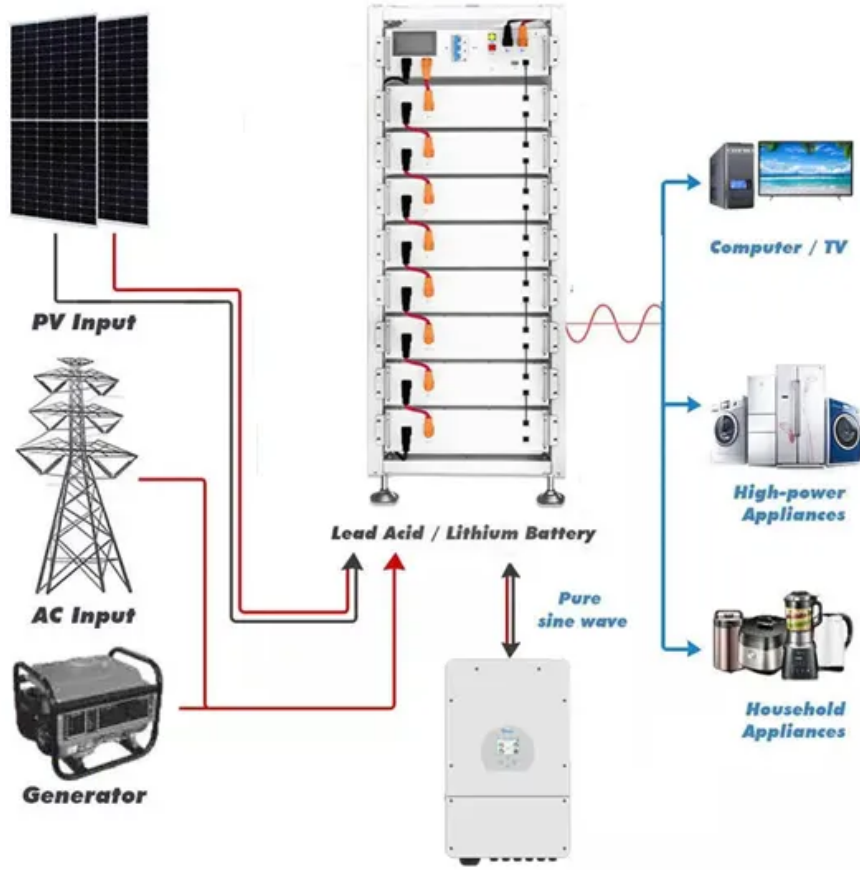 PV Input
AC Input
Generator
Lead Acid / Lithium Battery
Pure
sine wave
Computer / TV
High-power
Appliances
Household
Appliances